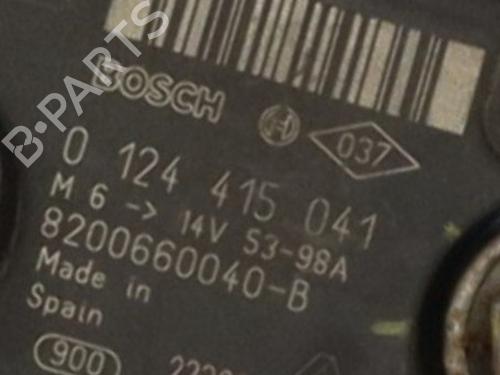 BOSCH
037
0 124 415 041
M 6 -> 14V 53-98A
8200660040-B
Made in
Spain
900
B-PARTS